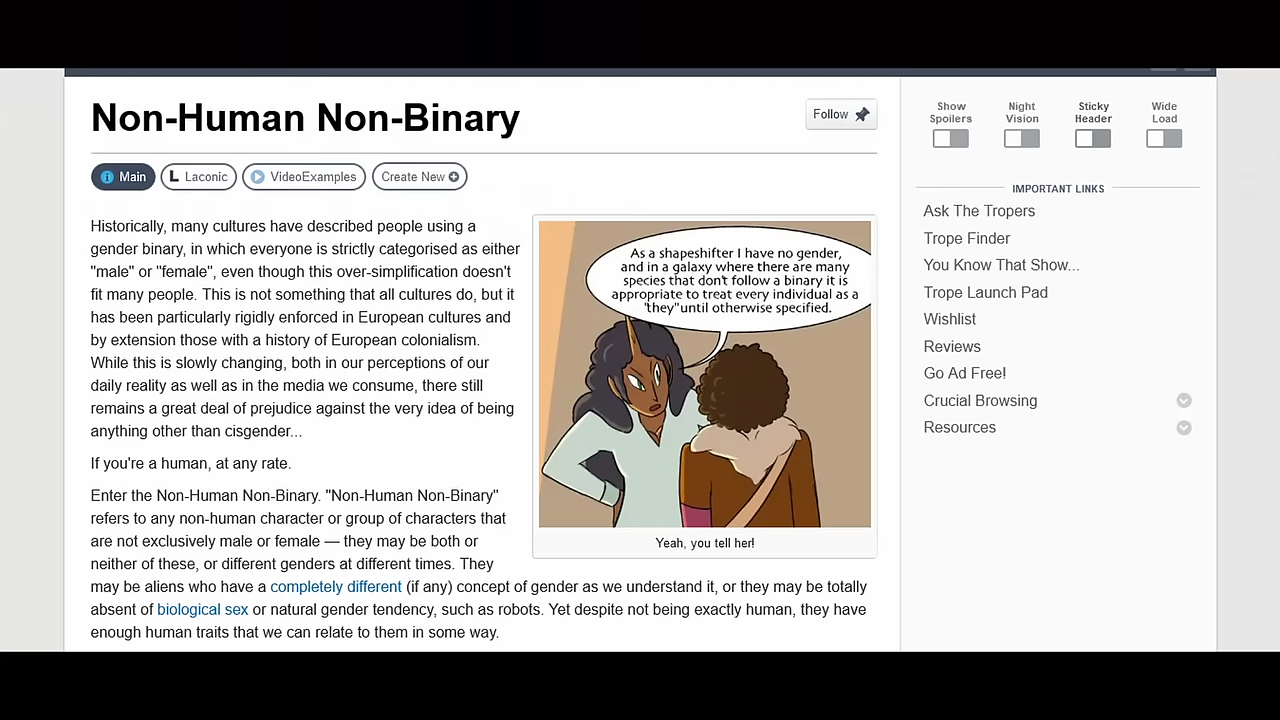 Non-Human Non-Binary
Follow
Main
L Laconic
VideoExamples
Create New
Historically, many cultures have described people using a
gender binary, in which everyone is strictly categorised as either
"male" or "female", even though this over-simplification doesn't
fit many people. This is not something that all cultures do, but it
has been particularly rigidly enforced in European cultures and
by extension those with a history of European colonialism.
While this is slowly changing, both in our perceptions of our
daily reality as well as in the media we consume, there still
remains a great deal of prejudice against the very idea of being
anything other than cisgender...
If you're a human, at any rate.
Enter the Non-Human Non-Binary. "Non-Human Non-Binary"
refers to any non-human character or group of characters that
are not exclusively male or female — they may be both or
neither of these, or different genders at different times. They
may be aliens who have a completely different (if any) concept of gender as we understand it, or they may be totally
absent of biological sex or natural gender tendency, such as robots. Yet despite not being exactly human, they have
enough human traits that we can relate to them in some way.
As a shapeshifter I have no gender,
and in a galaxy where there are many
species that don't follow a binary it is
appropriate to treat every individual as a
"they" until otherwise specified.
Yeah, you tell her!
Show
Spoilers
Night
Vision
Sticky
Header
Wide
Load
IMPORTANT LINKS
Ask The Tropers
Trope Finder
You Know That Show...
Trope Launch Pad
Wishlist
Reviews
Go Ad Free!
Crucial Browsing
Resources